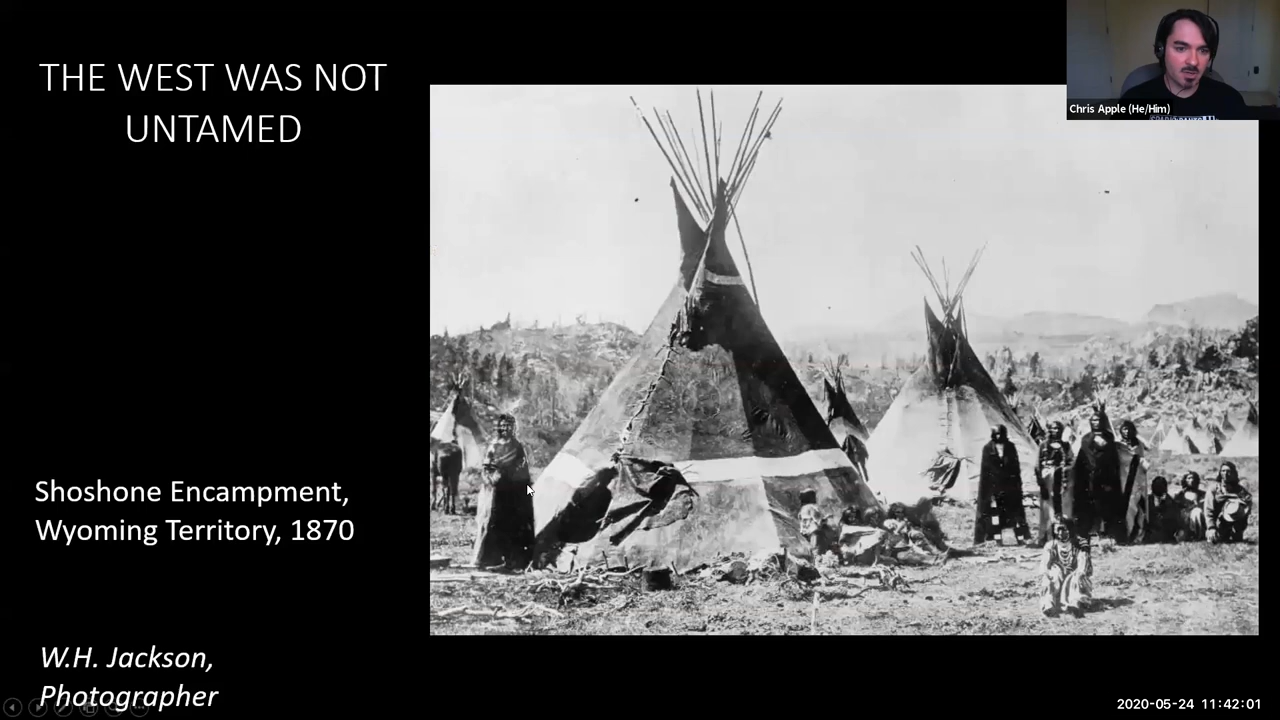 THE WEST WAS NOT
UNTAMED
Chris Apple (He/Him)
Shoshone Encampment,
Wyoming Territory, 1870
W.H. Jackson,
Photographer
2020-05-24 11:42:01